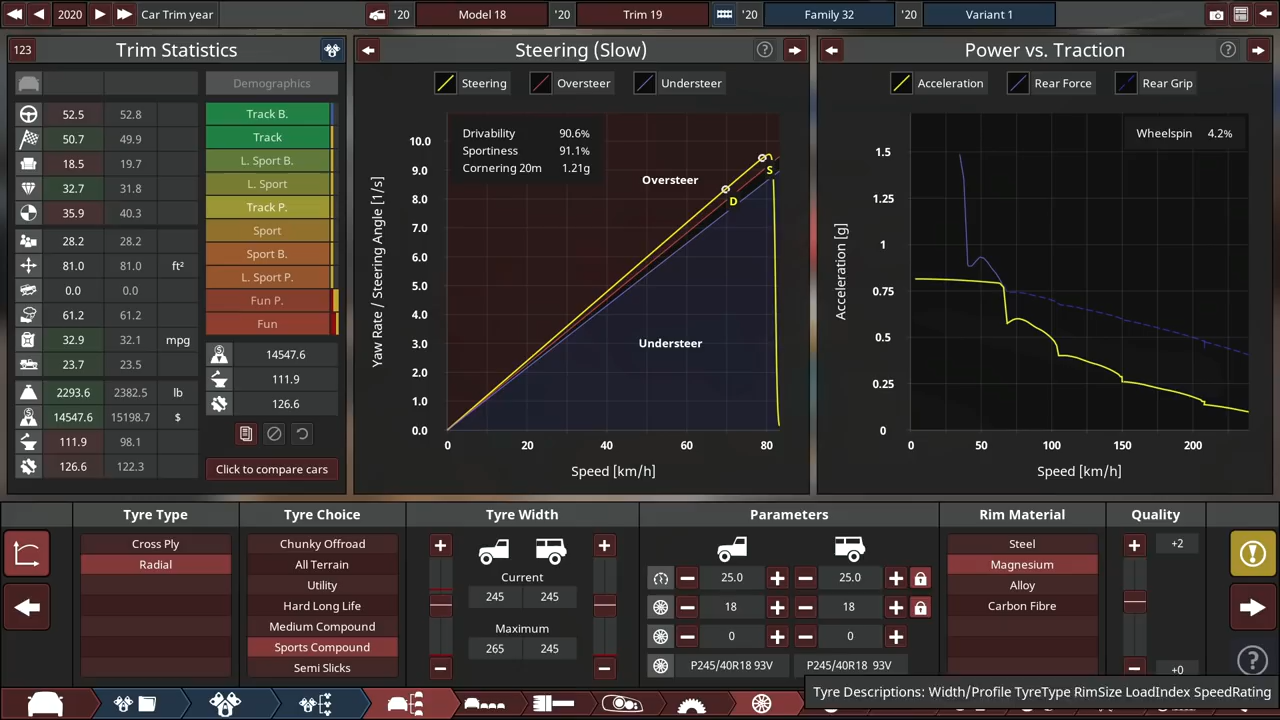 2020
Car Trim year
'20
Model 18
'20
Trim 19
'20
Family 32
'20
Variant 1
123
Trim Statistics
Demographics
52.5 52.8
50.7 49.9
18.5 19.7
32.7 31.8
35.9 40.3
28.2 28.2
81.0 81.0 ft²
0.0 0.0
61.2 61.2
32.9 32.1 mpg
23.7 23.5
2293.6 2382.5 lb
14547.6 15198.7 $
111.9 98.1
126.6 122.3
Track B.
Track
L. Sport B.
L. Sport
Track P.
Sport
Sport B.
L. Sport P.
Fun P.
Fun
14547.6
111.9
126.6
Click to compare cars
Steering (Slow)
?
Steering
Oversteer
Understeer
Drivability 90.6%
Sportiness 91.1%
Cornering 20m 1.21g
Oversteer
Understeer
D
S
Yaw Rate / Steering Angle [1/s]
10.0
9.0
8.0
7.0
6.0
5.0
4.0
3.0
2.0
1.0
0.0
0 20 40 60 80
Speed [km/h]
Power vs. Traction
?
Acceleration
Rear Force
Rear Grip
Wheelspin 4.2%
Acceleration [g]
1.5
1.25
1
0.75
0.5
0.25
0
0 50 100 150 200
Speed [km/h]
Tyre Type
Cross Ply
Radial
Tyre Choice
Chunky Offroad
All Terrain
Utility
Hard Long Life
Medium Compound
Sports Compound
Semi Slicks
Tyre Width
Current
245 245
Maximum
265 245
Parameters
25.0 25.0
18 18
0 0
P245/40R18 93V P245/40R18 93V
Rim Material
Steel
Magnesium
Alloy
Carbon Fibre
Quality
+2
+0
?
Tyre Descriptions: Width/Profile TyreType RimSize LoadIndex SpeedRating